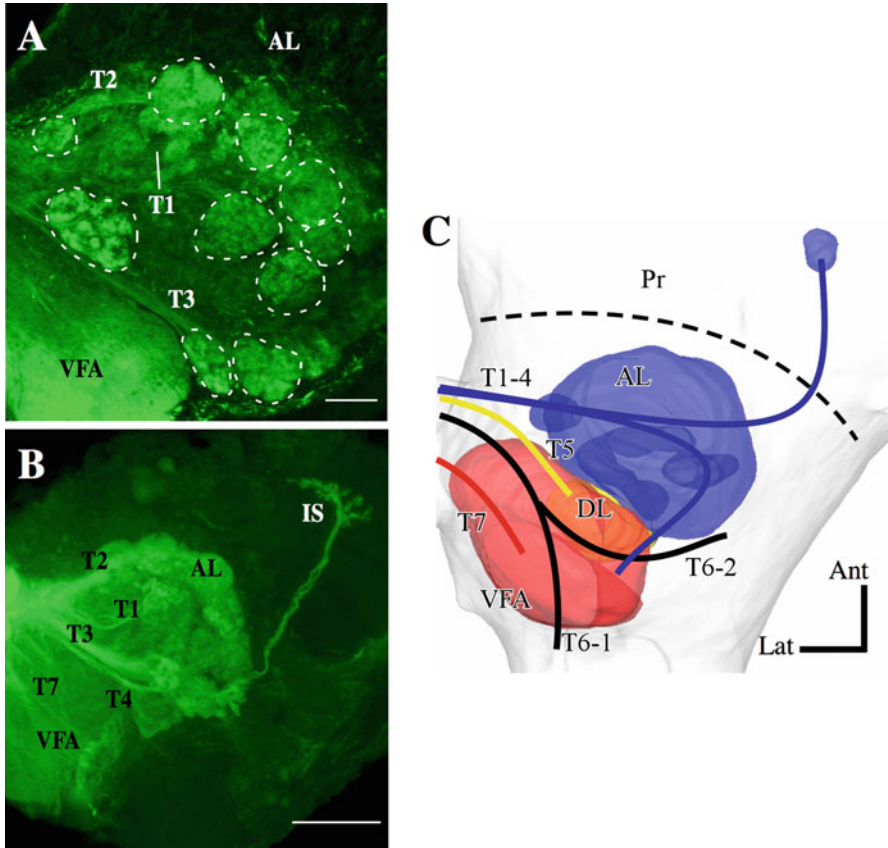 A
AL
T2
T1
T3
VFA
B
IS
T2
AL
T1
T3
T7
T4
VFA
C
Pr
T1-4
AL
T5
DL
T7
T6-2
VFA
Ant
T6-1
Lat